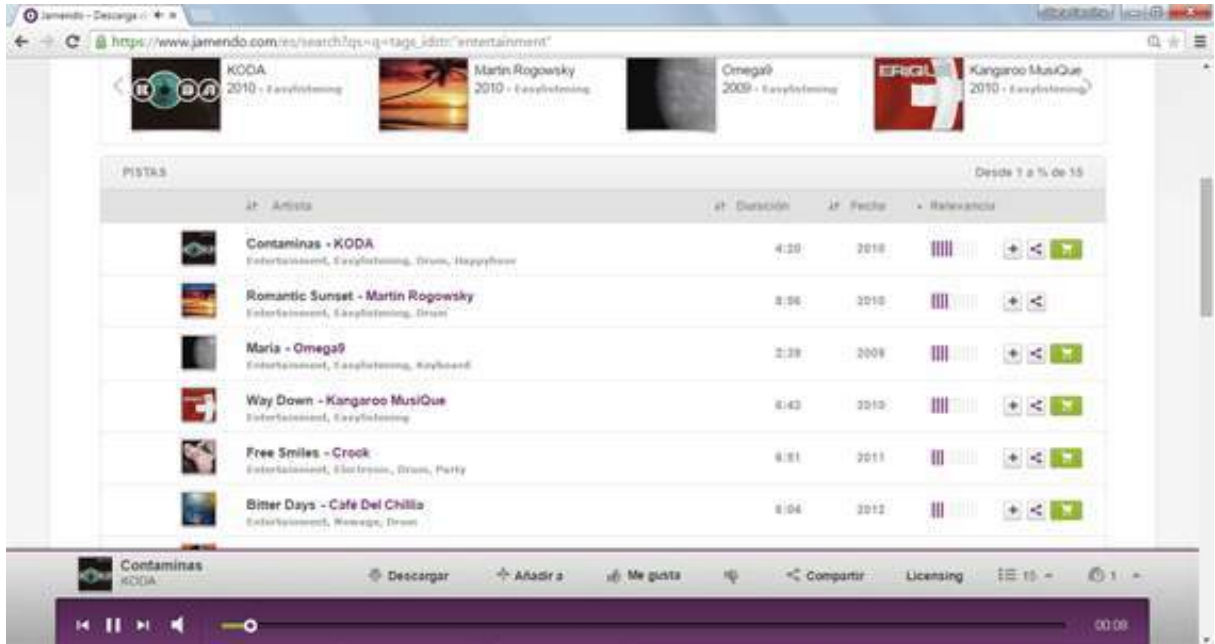 Jamendo - Descarga
https://www.jamendo.com/es/search?qs=q=tags_idstr:"entertainment"
KODA
2010 - Easylistening
Martin Rogowsky
2010 - Easylistening
Omega9
2009 - Easylistening
Kangaroo MusiQue
2010 - Easylistening
KODA
PISTAS
Desde 1 a % de 15
Artista Duración Fecha Relevancia
Contaminas - KODA 4:20 2010
Entertainment, Easylistening, Drum, Happyhour
Romantic Sunset - Martin Rogowsky 2010
Entertainment, Easylistening, Drum
Maria - Omega9 2009
Entertainment, Easylistening, Keyboard
Way Down - Kangaroo MusiQue 2010
Entertainment, Easylistening
Free Smiles - Crook 2011
Entertainment, Electronic, Drum, Party
Bitter Days - Café Del Chillia 2012
Entertainment, Newage, Drum
Contaminas
KODA
Descargar Añadir a Me gusta Compartir Licensing 15 1
00:08